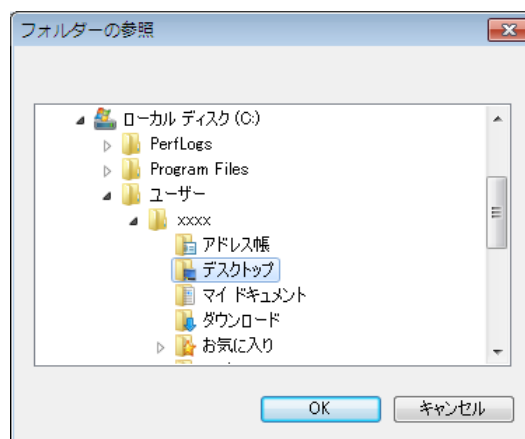 フォルダーの参照
ローカル ディスク (C:)
PerfLogs
Program Files
ユーザー
xxxx
アドレス帳
デスクトップ
マイ ドキュメント
ダウンロード
お気に入り
OK
キャンセル